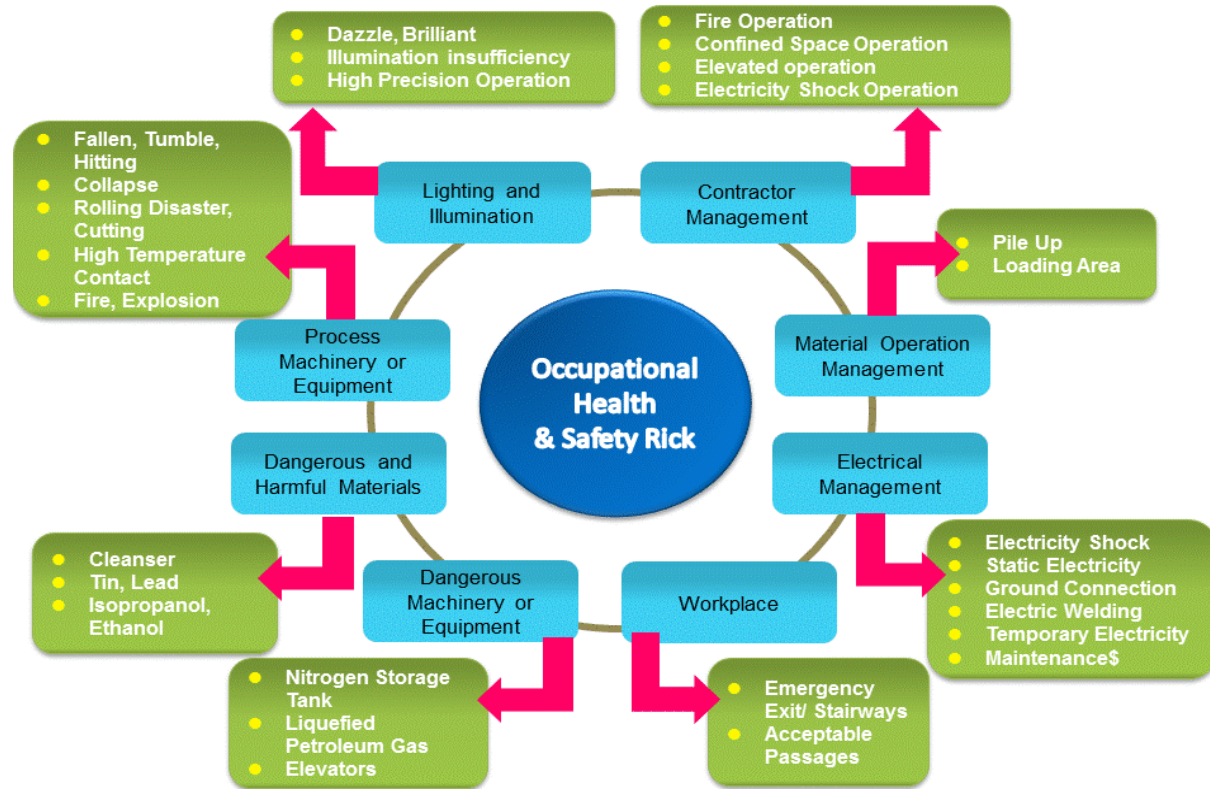 Dazzle, Brilliant
Illumination insufficiency
High Precision Operation
Fire Operation
Confined Space Operation
Elevated operation
Electricity Shock Operation
Fallen, Tumble,
Hitting
Collapse
Rolling Disaster,
Cutting
High Temperature
Contact
Fire, Explosion
Lighting and
Illumination
Contractor
Management
Pile Up
Loading Area
Process
Machinery or
Equipment
Occupational
Health
& Safety Rick
Material Operation
Management
Dangerous and
Harmful Materials
Electrical
Management
Cleanser
Tin, Lead
Isopropanol,
Ethanol
Dangerous
Machinery or
Equipment
Workplace
Electricity Shock
Static Electricity
Ground Connection
Electric Welding
Temporary Electricity
Maintenance$
Nitrogen Storage
Tank
Liquefied
Petroleum Gas
Elevators
Emergency
Exit/ Stairways
Acceptable
Passages